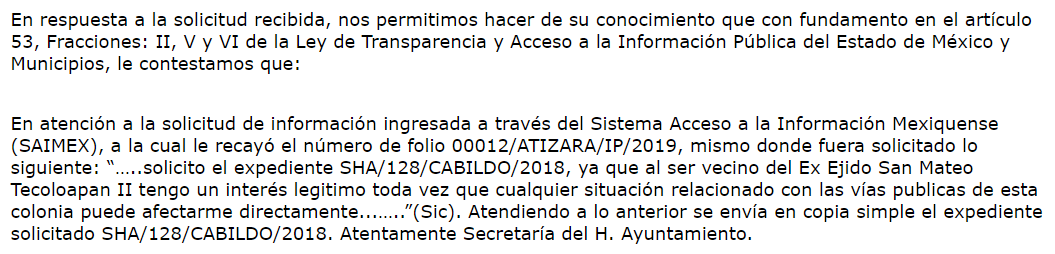 En respuesta a la solicitud recibida, nos permitimos hacer de su conocimiento que con fundamento en el artículo
53, Fracciones: II, V y VI de la Ley de Transparencia y Acceso a la Información Pública del Estado de México y
Municipios, le contestamos que:
En atención a la solicitud de información ingresada a través del Sistema Acceso a la Información Mexiquense
(SAIMEX), a la cual le recayó el número de folio 00012/ATIZARA/IP/2019, mismo donde fuera solicitado lo
siguiente: “…..solicito el expediente SHA/128/CABILDO/2018, ya que al ser vecino del Ex Ejido San Mateo
Tecoloapan II tengo un interés legitimo toda vez que cualquier situación relacionado con las vías publicas de esta
colonia puede afectarme directamente...…..”(Sic). Atendiendo a lo anterior se envía en copia simple el expediente
solicitado SHA/128/CABILDO/2018. Atentamente Secretaría del H. Ayuntamiento.